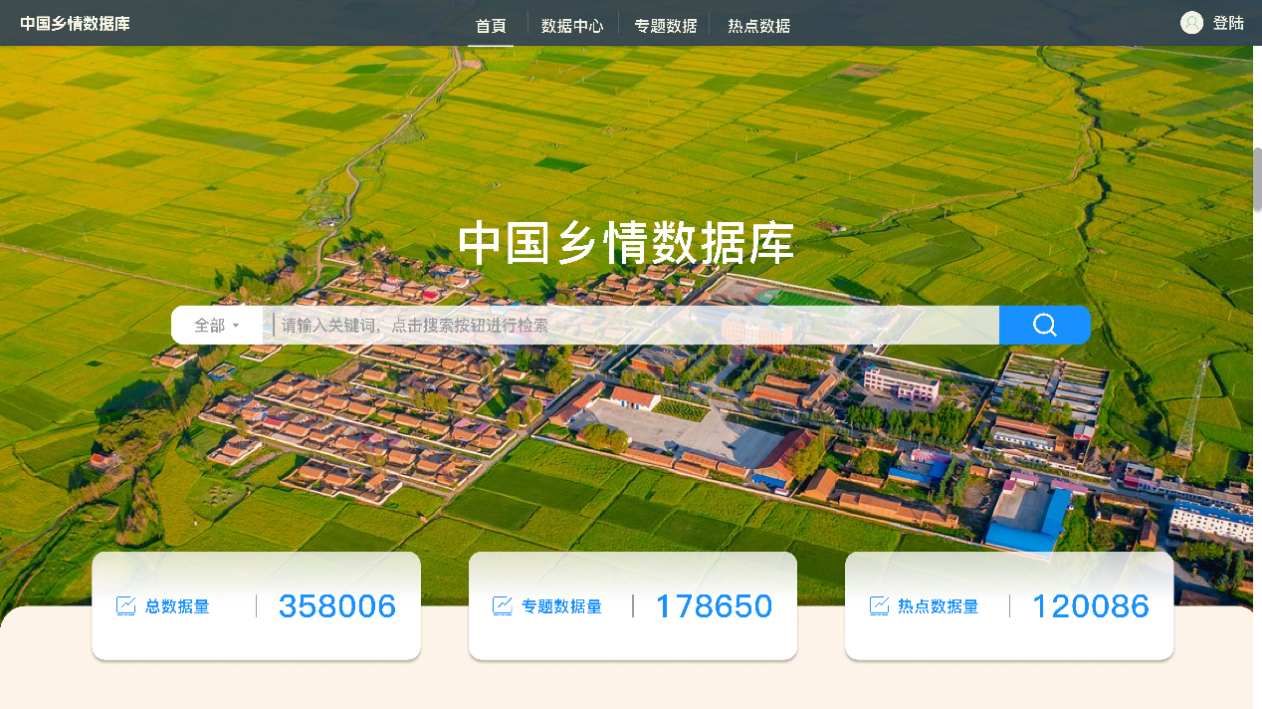 中国乡情数据库
首頁 数据中心 专题数据 热点数据
登陆
中国乡情数据库
全部 请输入关键词，点击搜索按钮进行检索
总数据量 358006
专题数据量 178650
热点数据量 120086